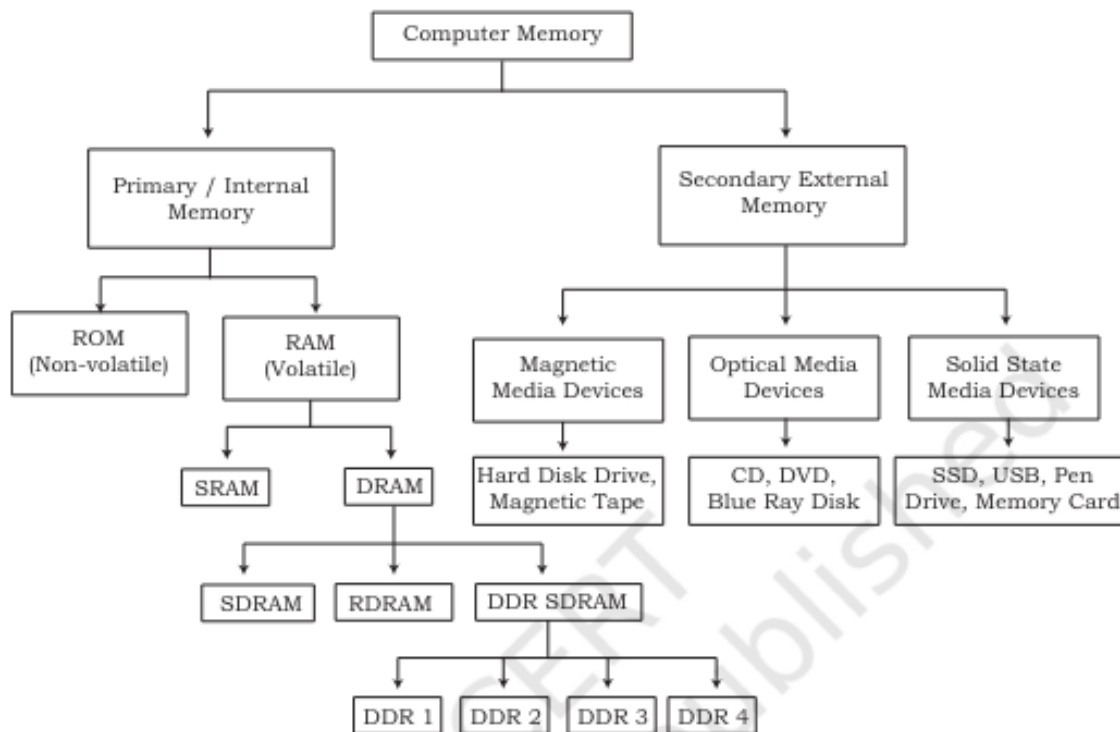 Computer Memory
Primary / Internal
Memory
Secondary External
Memory
ROM
(Non-volatile)
RAM
(Volatile)
Magnetic
Media Devices
Optical Media
Devices
Solid State
Media Devices
SRAM
DRAM
Hard Disk Drive,
Magnetic Tape
CD, DVD,
Blue Ray Disk
SSD, USB, Pen
Drive, Memory Card
SDRAM
RDRAM
DDR SDRAM
DDR 1
DDR 2
DDR 3
DDR 4
CERT
ublished